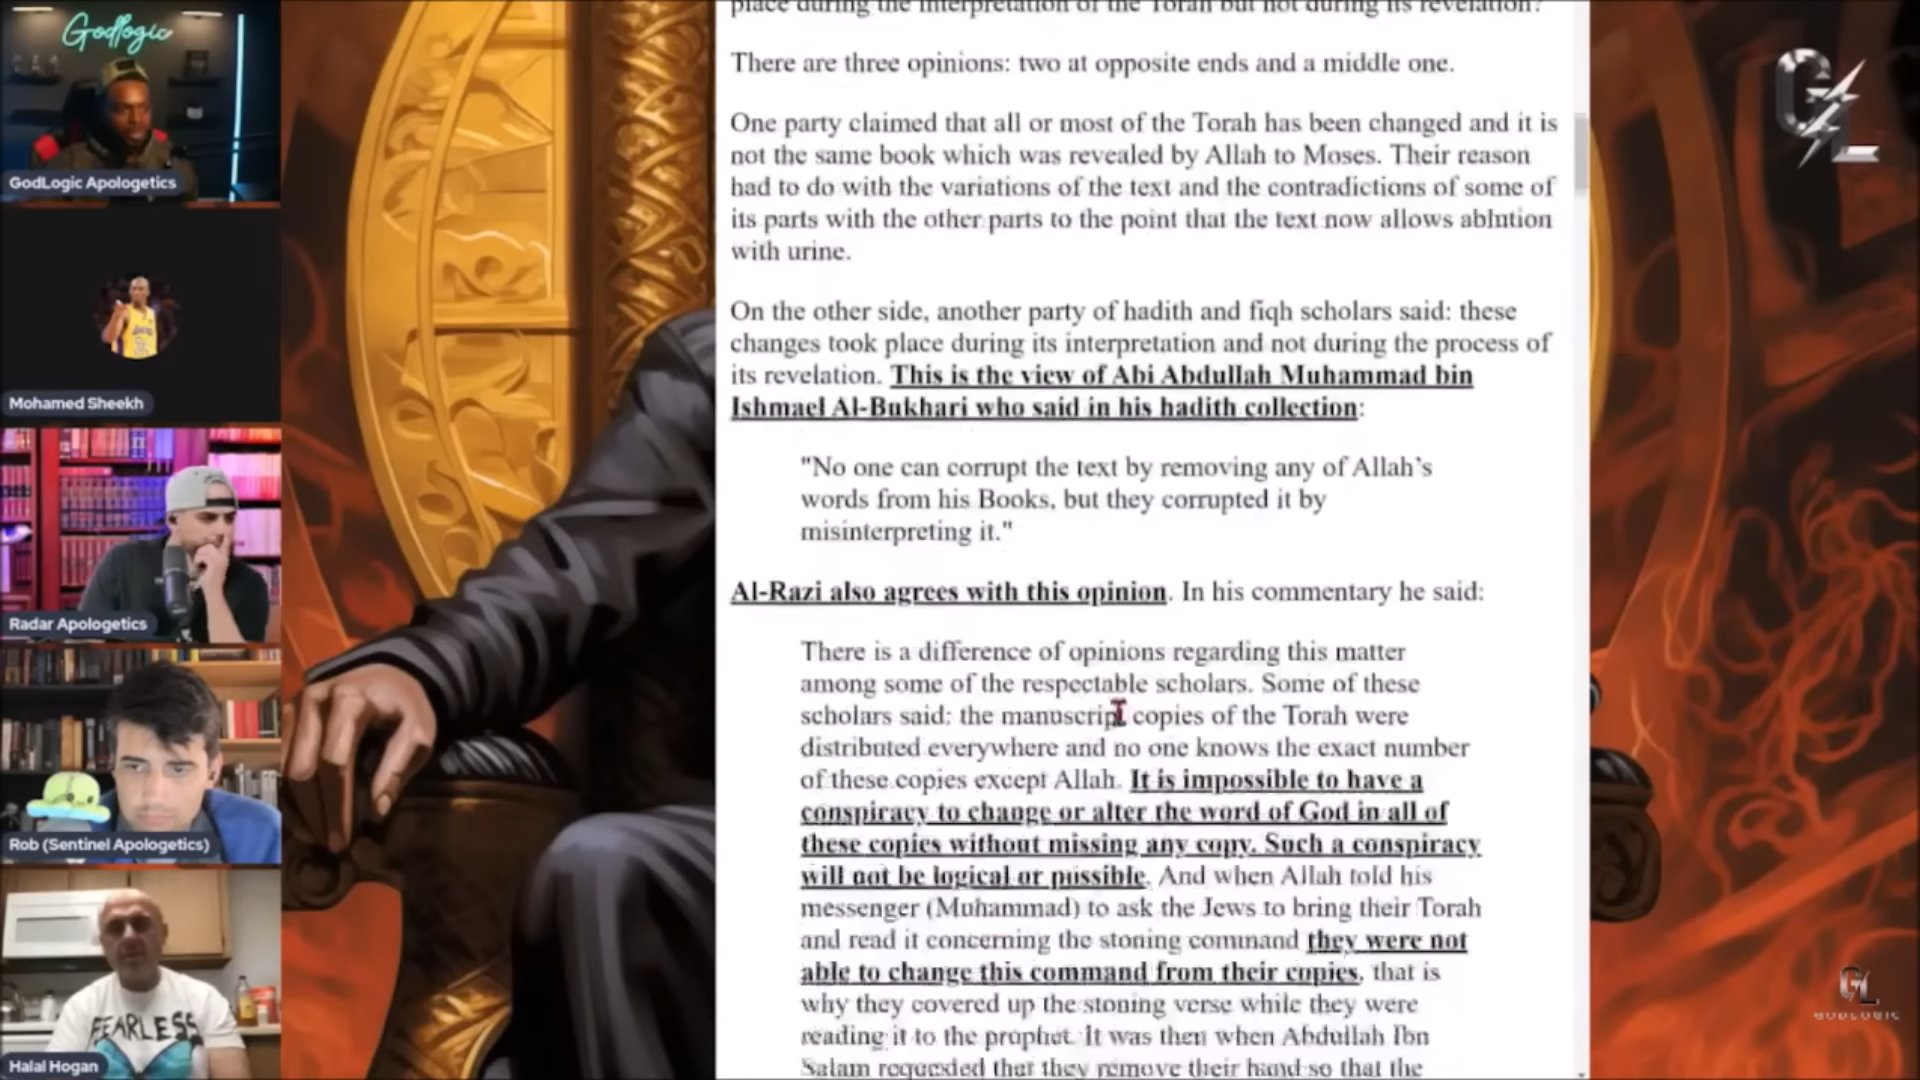 Godlogic
GodLogic Apologetics
Mohamed Sheekh
Radar Apologetics
Rob (Sentinel Apologetics)
FEARLESS
Halal Hogan
place during the interpretation of the Torah but not during its revelation?
There are three opinions: two at opposite ends and a middle one.
One party claimed that all or most of the Torah has been changed and it is
not the same book which was revealed by Allah to Moses. Their reason
had to do with the variations of the text and the contradictions of some of
its parts with the other parts to the point that the text now allows ablution
with urine.
On the other side, another party of hadith and fiqh scholars said: these
changes took place during its interpretation and not during the process of
its revelation. This is the view of Abi Abdullah Muhammad bin
Ishmael Al-Bukhari who said in his hadith collection:
"No one can corrupt the text by removing any of Allah's
words from his Books, but they corrupted it by
misinterpreting it."
Al-Razi also agrees with this opinion. In his commentary he said:
There is a difference of opinions regarding this matter
among some of the respectable scholars. Some of these
scholars said: the manuscript copies of the Torah were
distributed everywhere and no one knows the exact number
of these copies except Allah. It is impossible to have a
conspiracy to change or alter the word of God in all of
these copies without missing any copy. Such a conspiracy
will not be logical or possible. And when Allah told his
messenger (Muhammad) to ask the Jews to bring their Torah
and read it concerning the stoning command they were not
able to change this command from their copies, that is
why they covered up the stoning verse while they were
reading it to the prophet. It was then when Abdullah Ibn
Salam requested that they remove their hand so that the
GL
GL
GODLOGIC